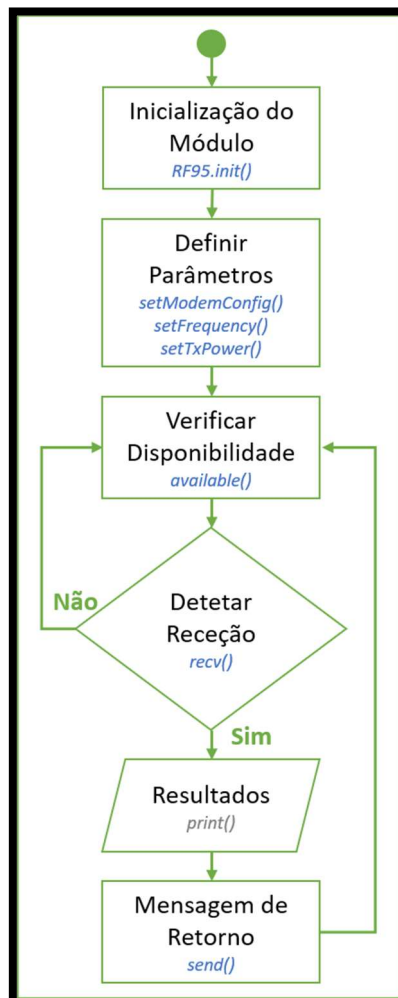 Inicialização do
Módulo
RF95.init()
Definir
Parâmetros
setModemConfig()
setFrequency()
setTxPower()
Verificar
Disponibilidade
available()
Não
Detetar
Receção
recv()
Sim
Resultados
print()
Mensagem de
Retorno
send()